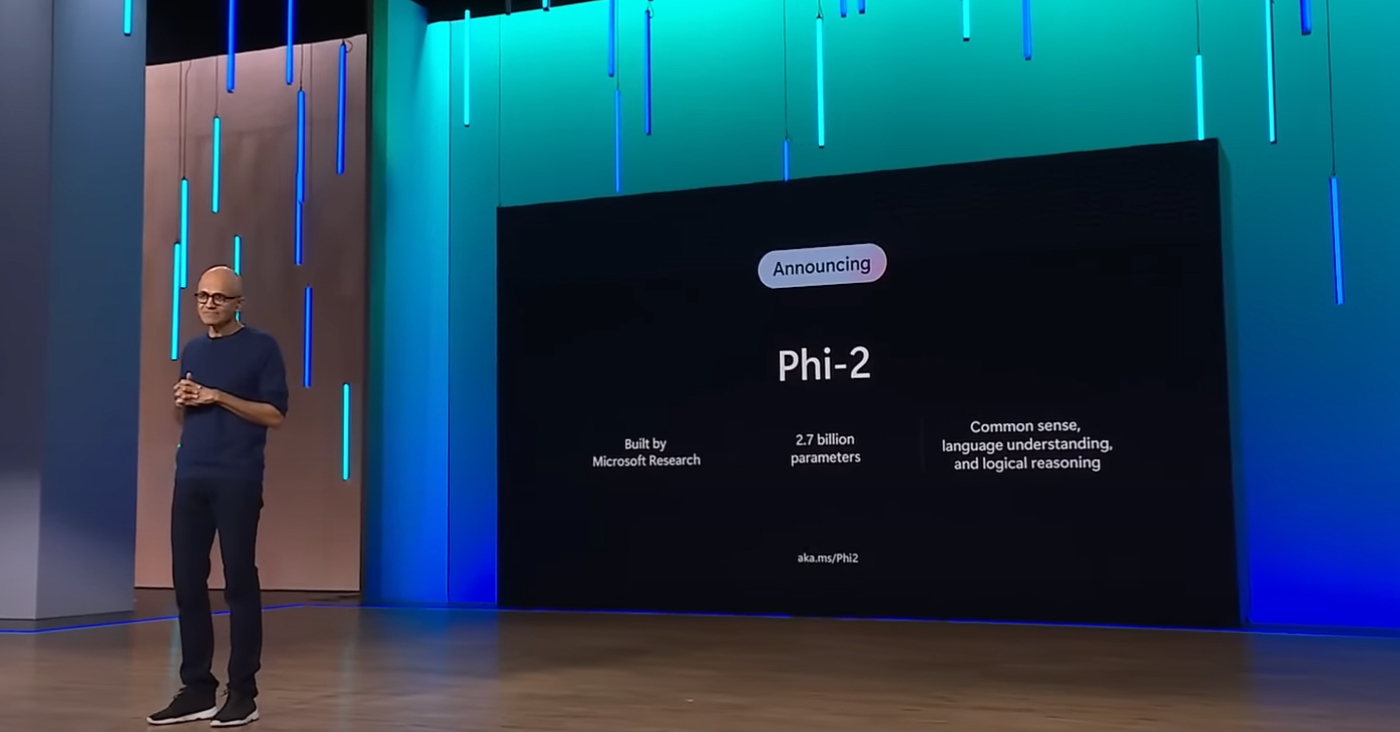 Announcing
Phi-2
Built by
Microsoft Research
2.7 billion
parameters
Common sense,
language understanding,
and logical reasoning
aka.ms/Phi2